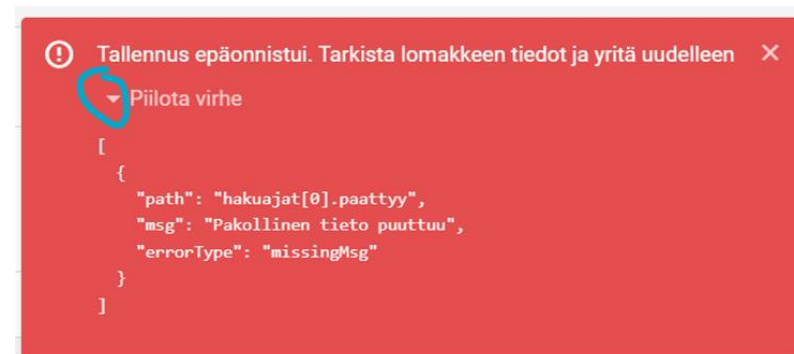 Tallennus epäonnistui. Tarkista lomakkeen tiedot ja yritä uudelleen
Piilota virhe
[
{
"path": "hakuajat[0].paattyy",
"msg": "Pakollinen tieto puuttuu",
"errorType": "missingMsg"
}
]